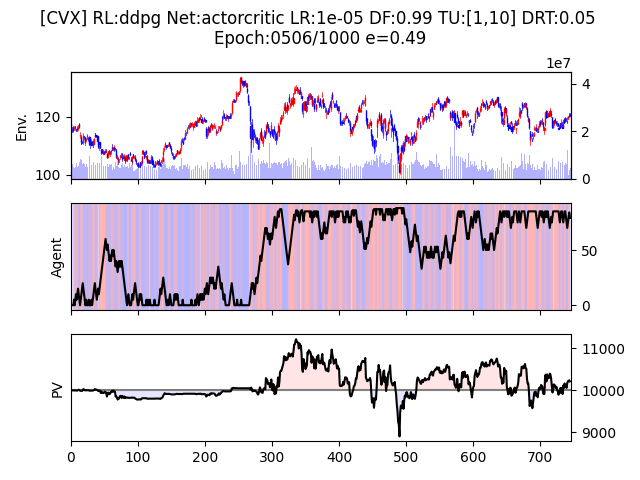 [CVX] RL:ddpg Net:actorcritic LR:1e-05 DF:0.99 TU:[1,10] DRT:0.05
Epoch:0506/1000 e=0.49
1e7
Env.
120
100
4
2
0
Agent
50
0
PV
11000
10000
9000
0 100 200 300 400 500 600 700